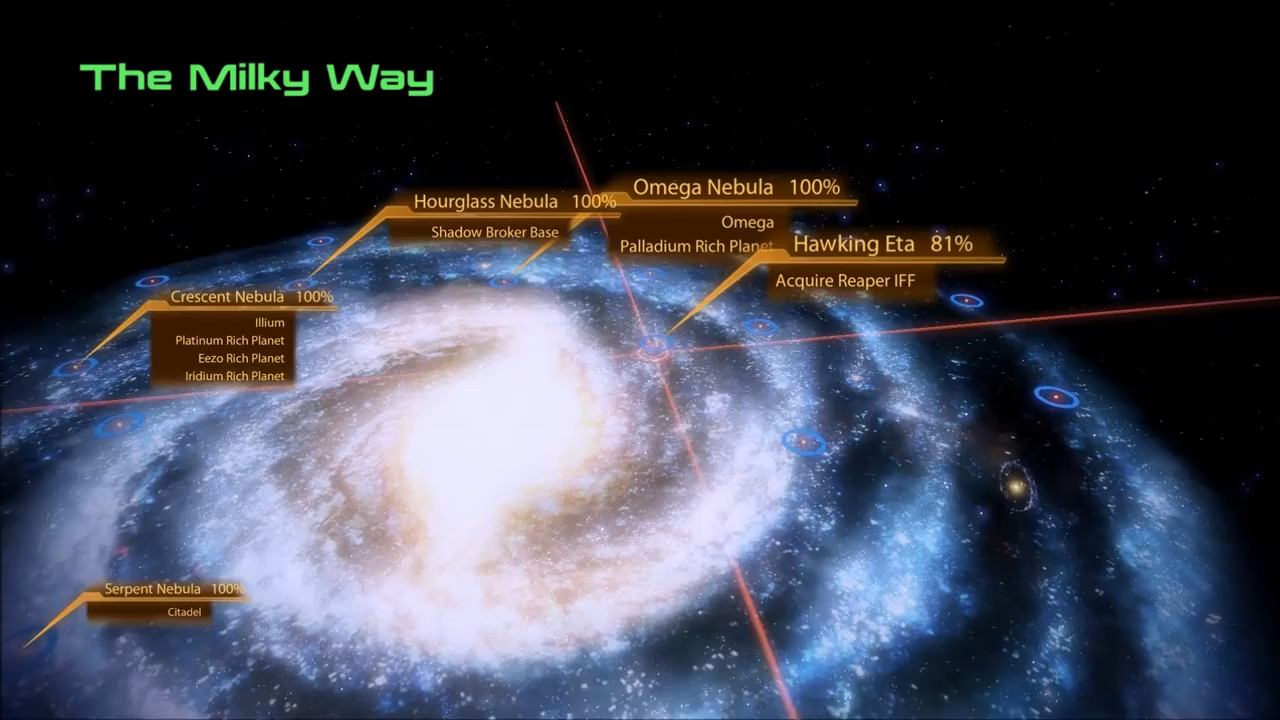 The Milky Way
Omega Nebula 100%
Omega
Palladium Rich Planet
Hourglass Nebula 100%
Shadow Broker Base
Hawking Eta 81%
Acquire Reaper IFF
Crescent Nebula 100%
Illium
Platinum Rich Planet
Eezo Rich Planet
Iridium Rich Planet
Serpent Nebula 100%
Citadel